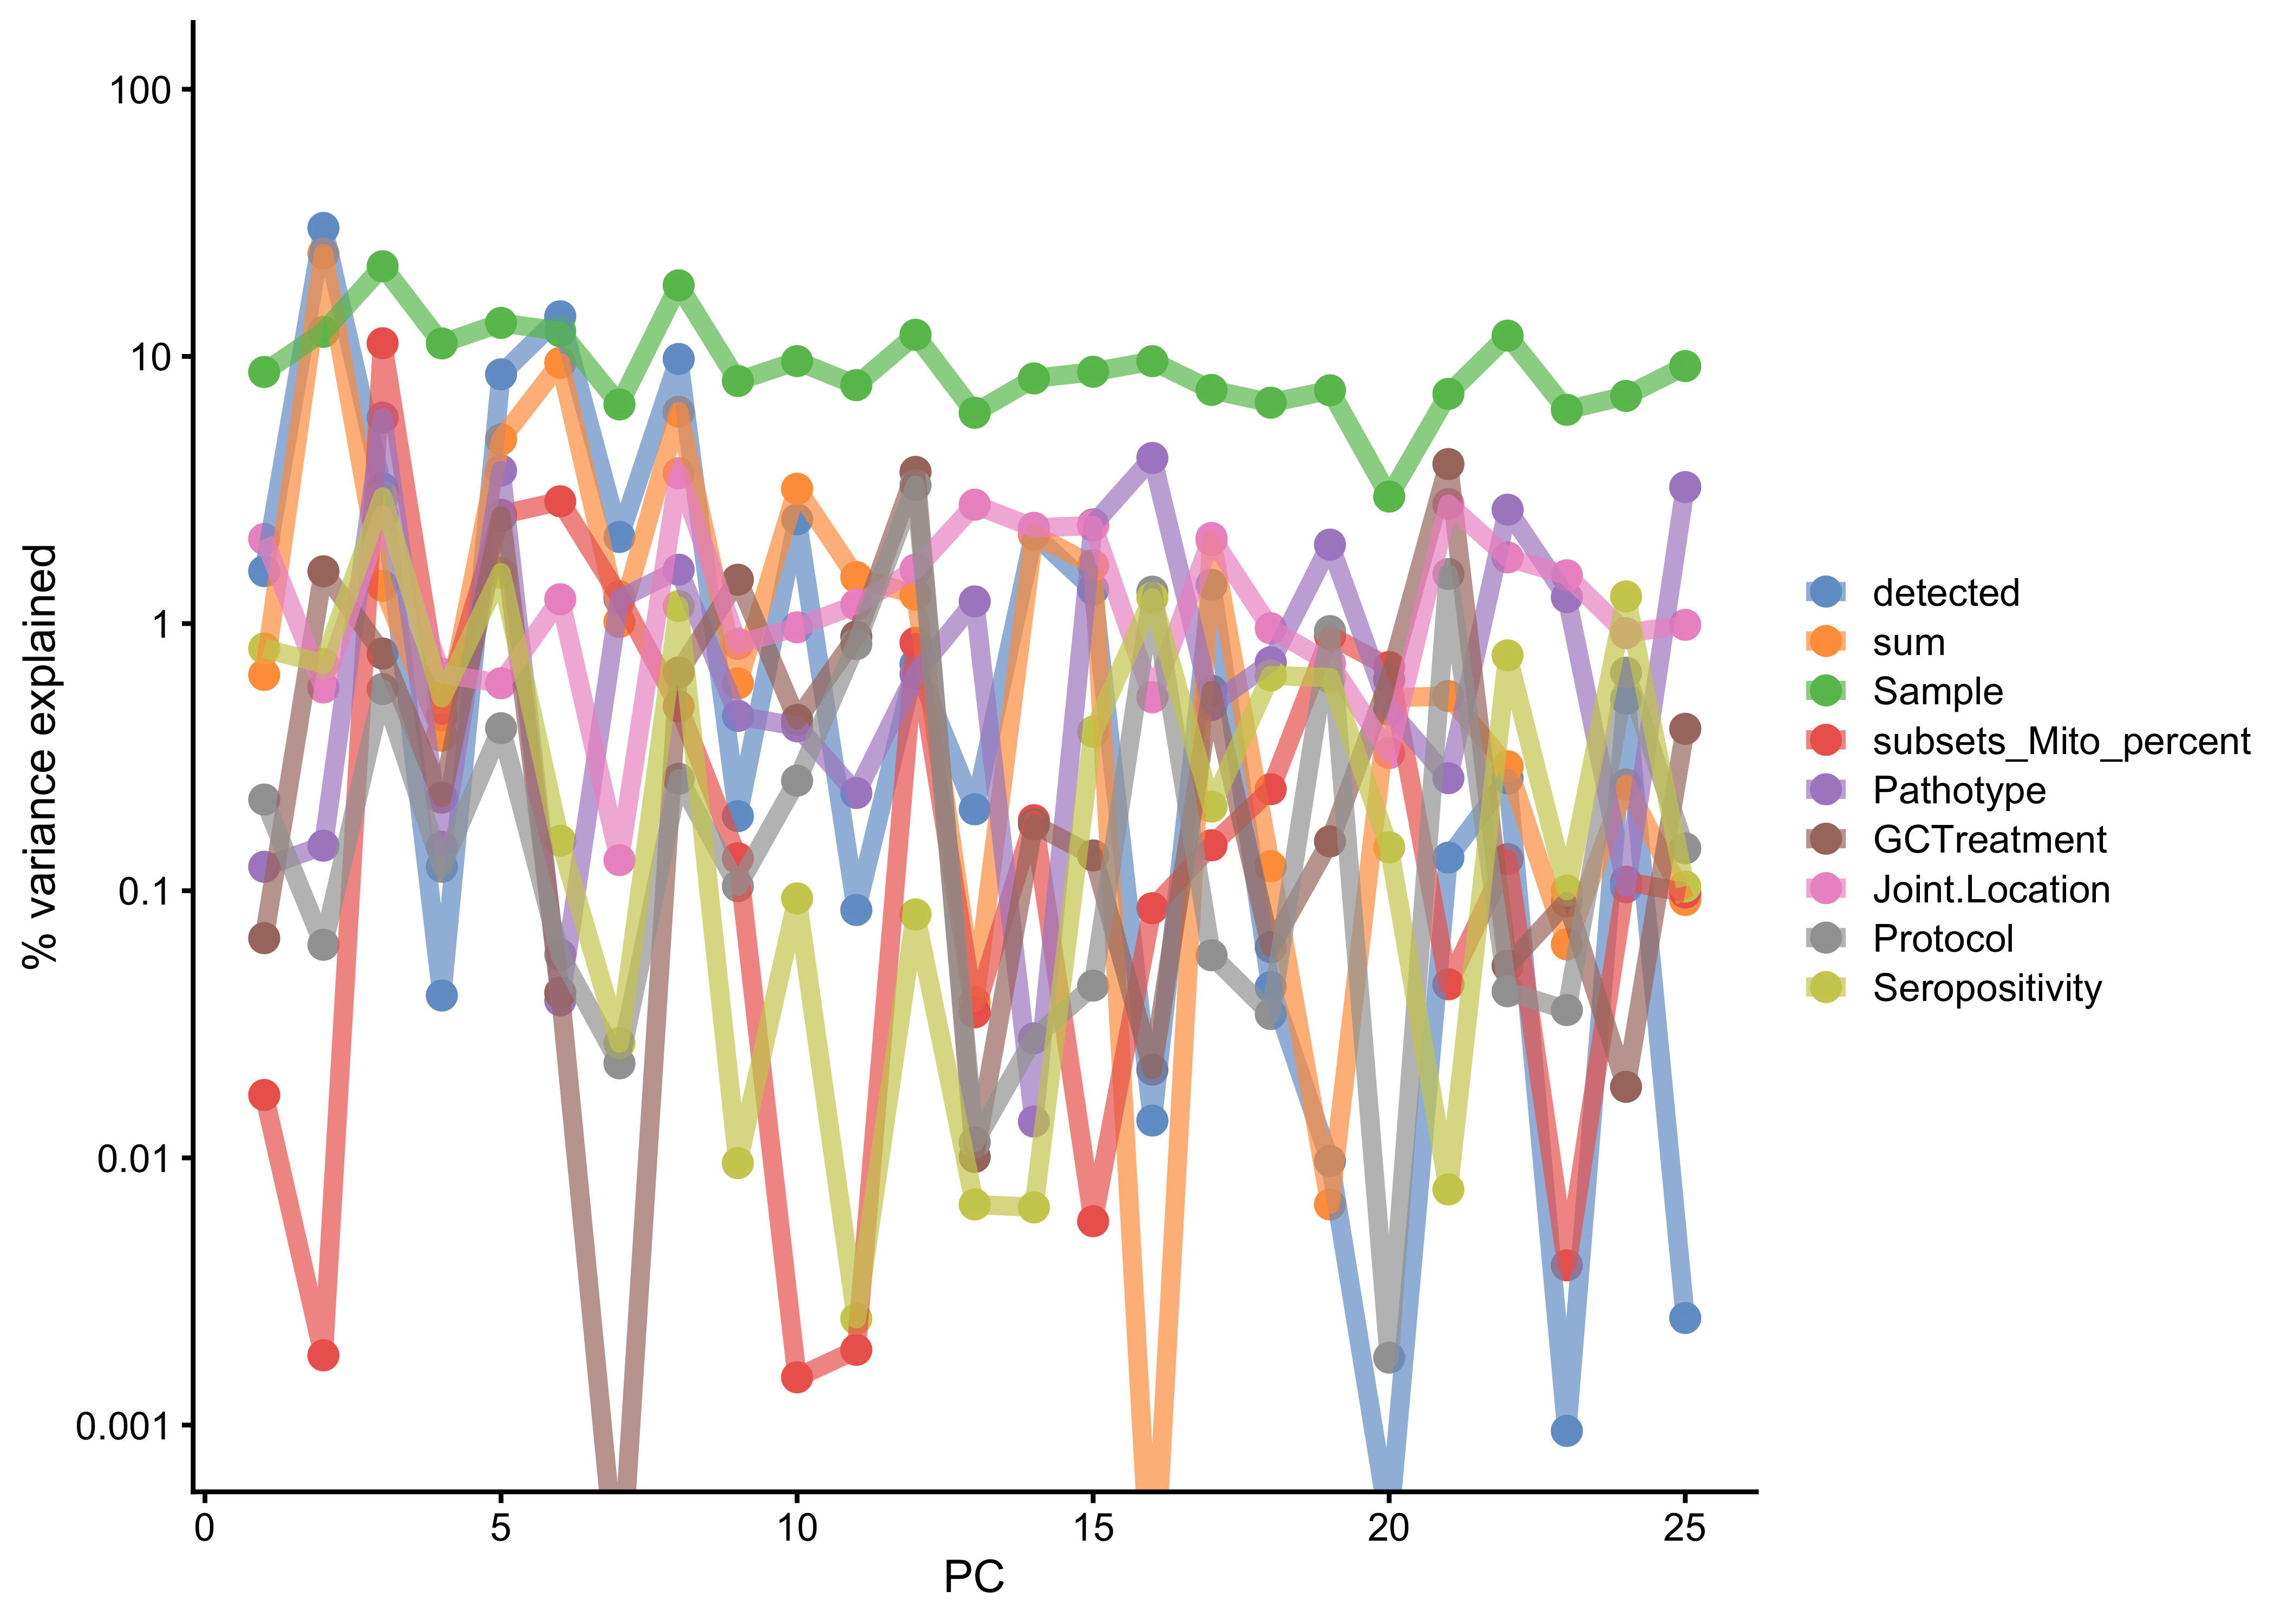 % variance explained
100
10
1
0.1
0.01
0.001
0 5 10 15 20 25
PC
detected
sum
Sample
subsets_Mito_percent
Pathotype
GCTreatment
Joint.Location
Protocol
Seropositivity